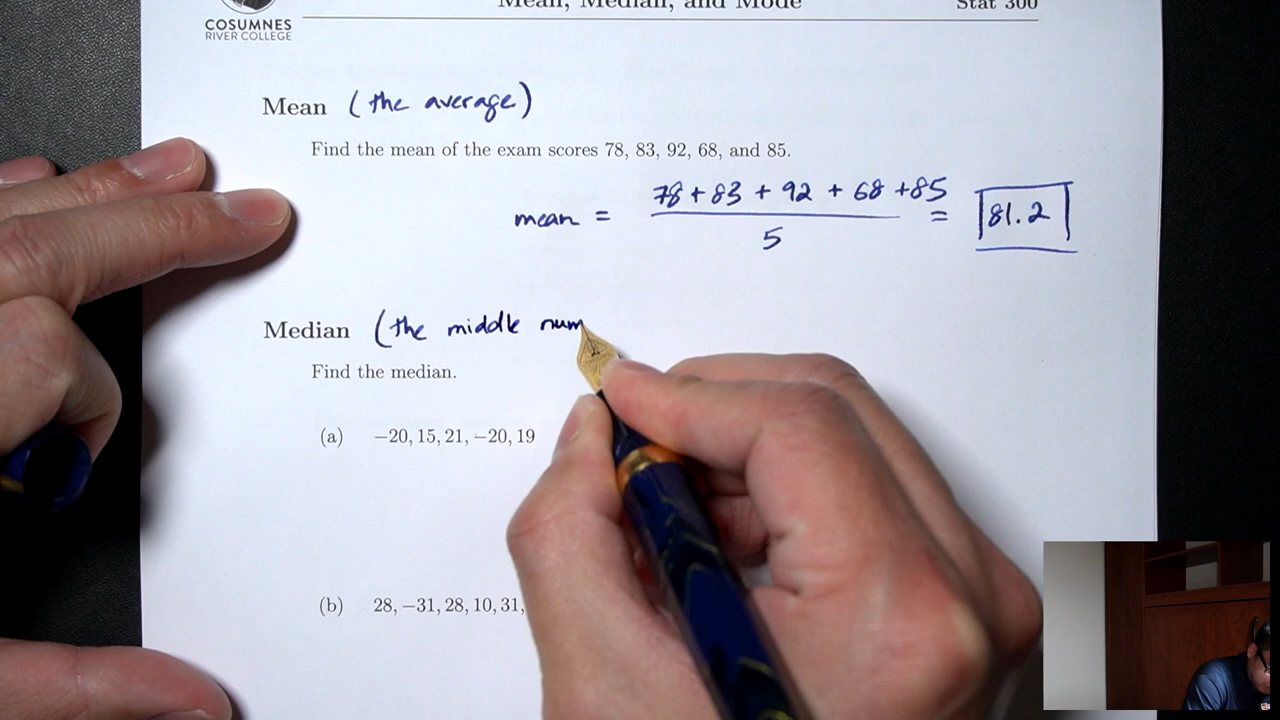 COSUMNES
RIVER COLLEGE
Mean, Median, and Mode
Stat 300
Mean (the average)
Find the mean of the exam scores 78, 83, 92, 68, and 85.
78 + 83 + 92 + 68 + 85
mean = = 81.2
5
Median (the middle num
Find the median.
(a) −20, 15, 21, −20, 19
(b) 28, −31, 28, 10, 31,